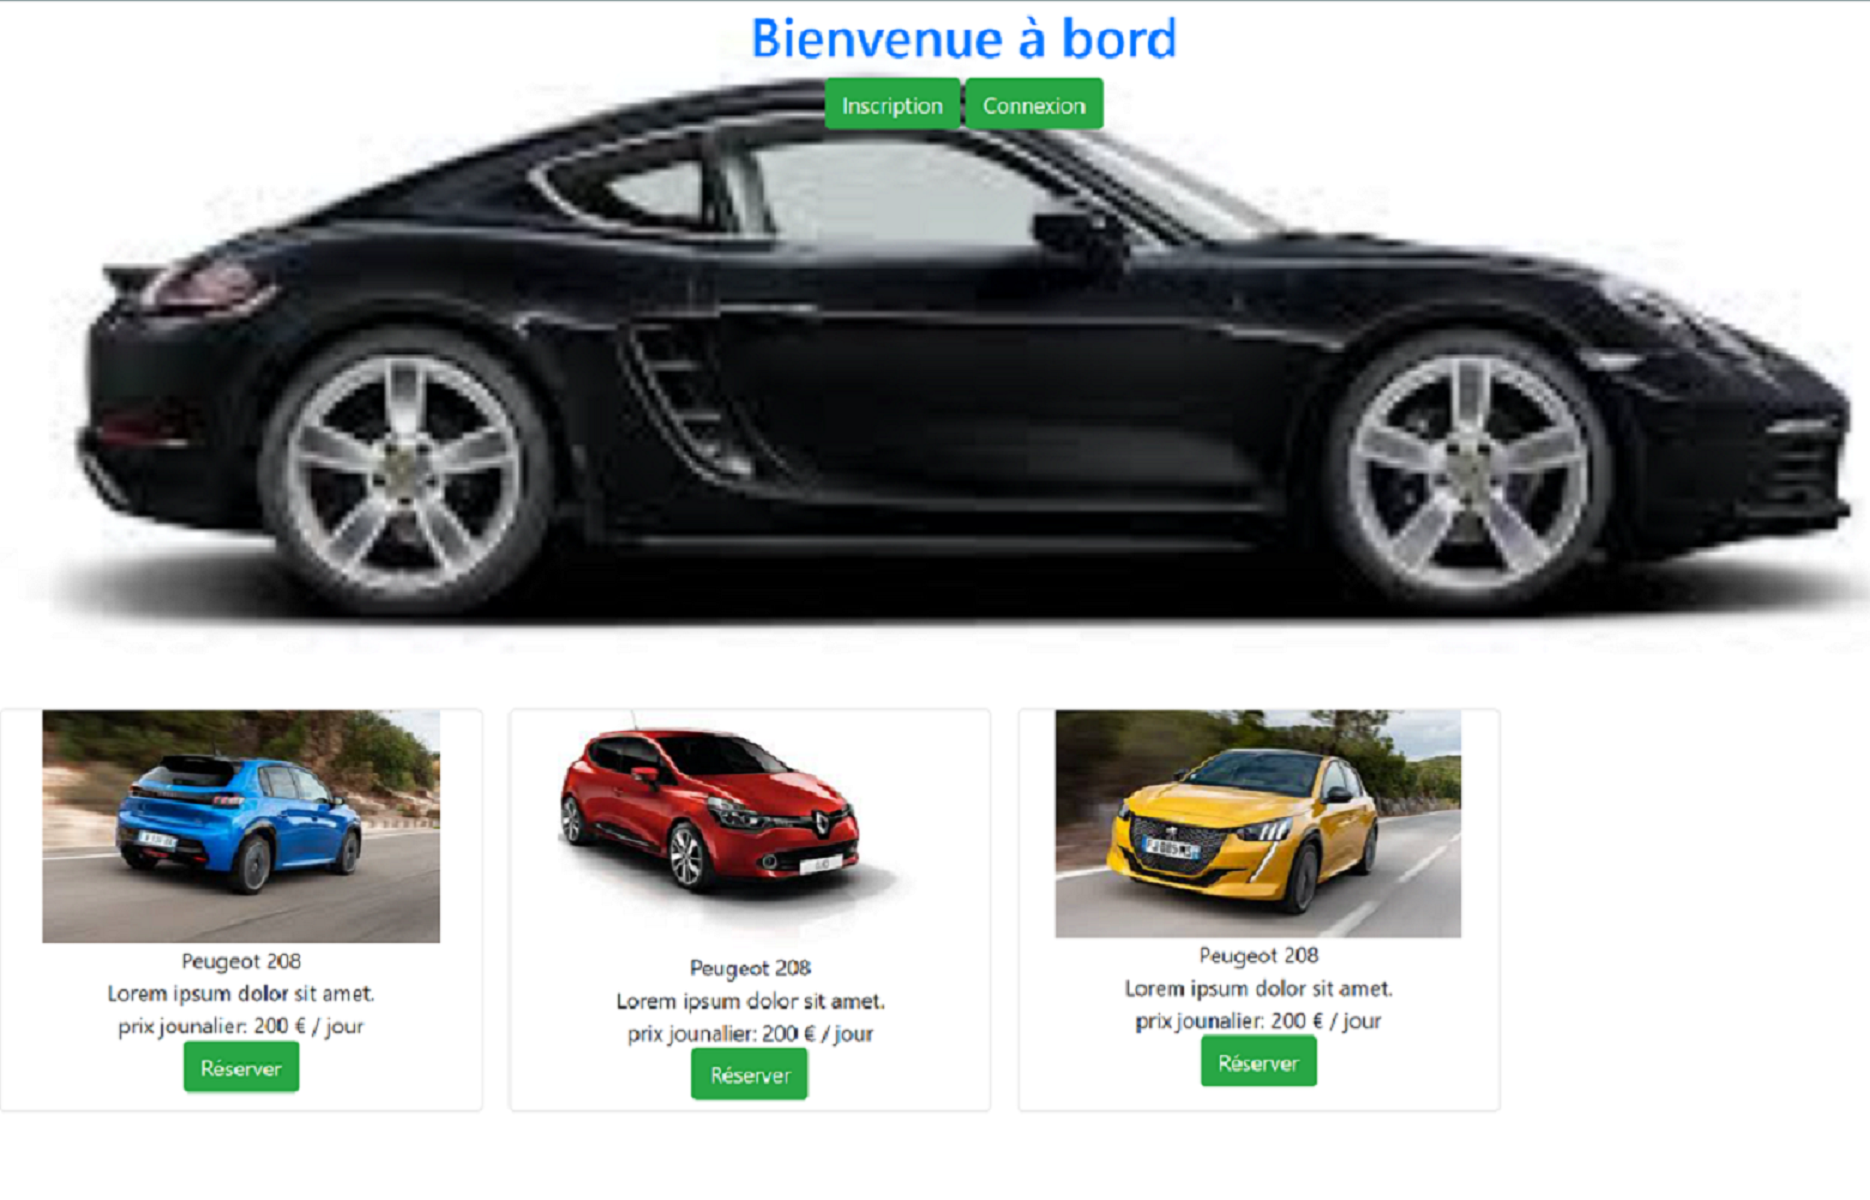 Bienvenue à bord
Inscription Connexion
Peugeot 208
Lorem ipsum dolor sit amet.
prix jounalier: 200 € / jour
Réserver
Peugeot 208
Lorem ipsum dolor sit amet.
prix jounalier: 200 € / jour
Réserver
Peugeot 208
Lorem ipsum dolor sit amet.
prix jounalier: 200 € / jour
Réserver